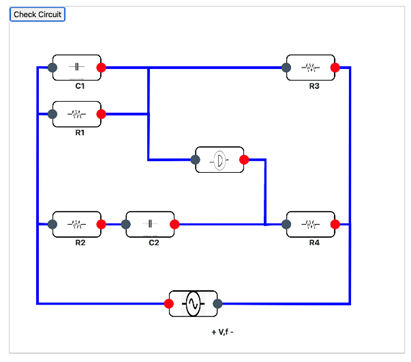 Check Circuit
C1
R3
R1
D
R2
C2
R4
+ V,f -